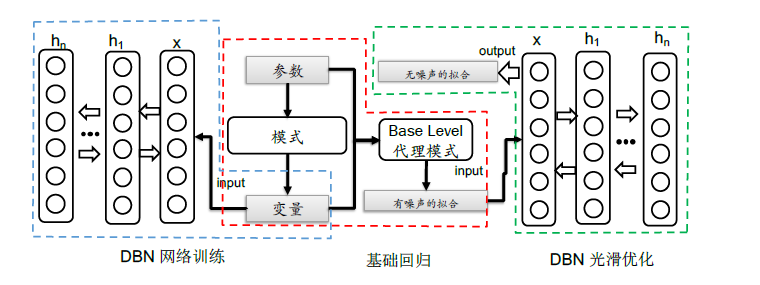 hn
h1
x
参数
模式
input
变量
Base Level
代理模式
input
有噪声的拟合
output
无噪声的拟合
x
h1
hn
DBN 网络训练
基础回归
DBN 光滑优化